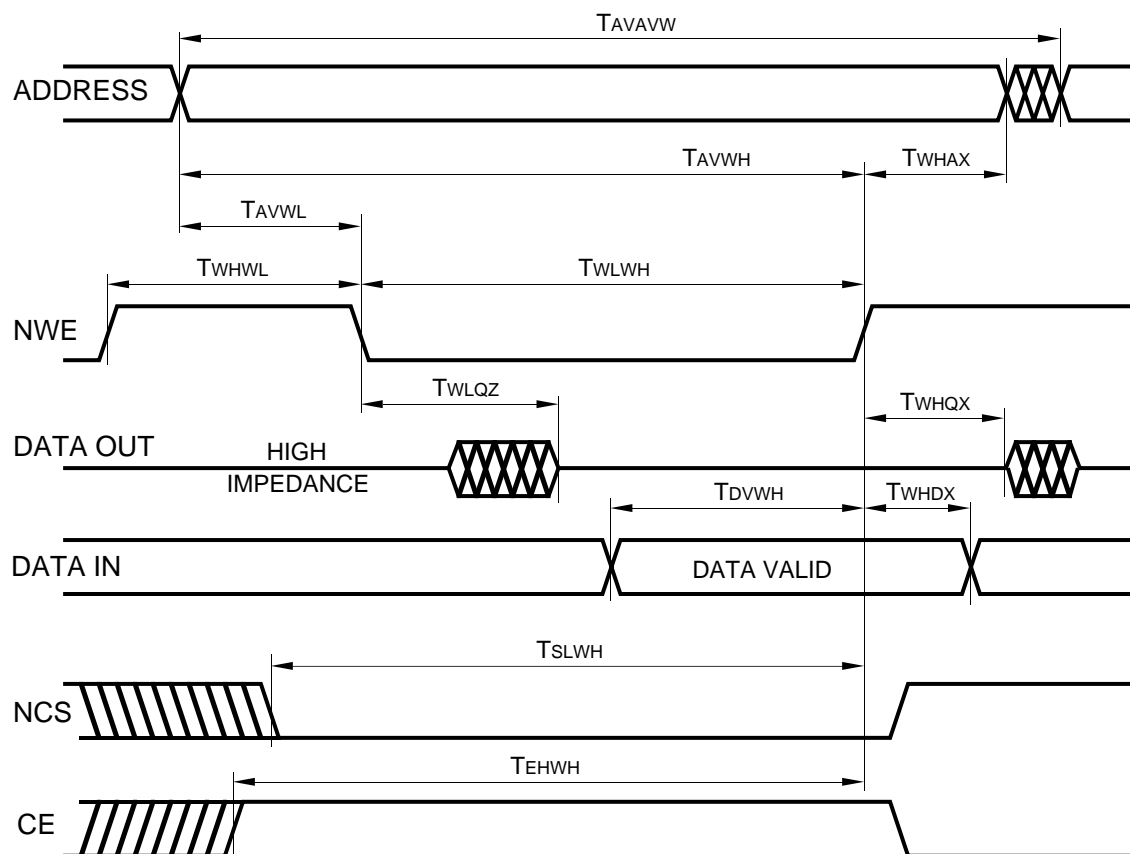 TAVAVW
ADDRESS
TAVWH
TWHAX
TAVWL
TWHWL
TWLWH
NWE
TWLQZ
TWHQX
DATA OUT
HIGH
IMPEDANCE
TDVWH
TWHDX
DATA IN
DATA VALID
TSLWH
NCS
TEHWH
CE